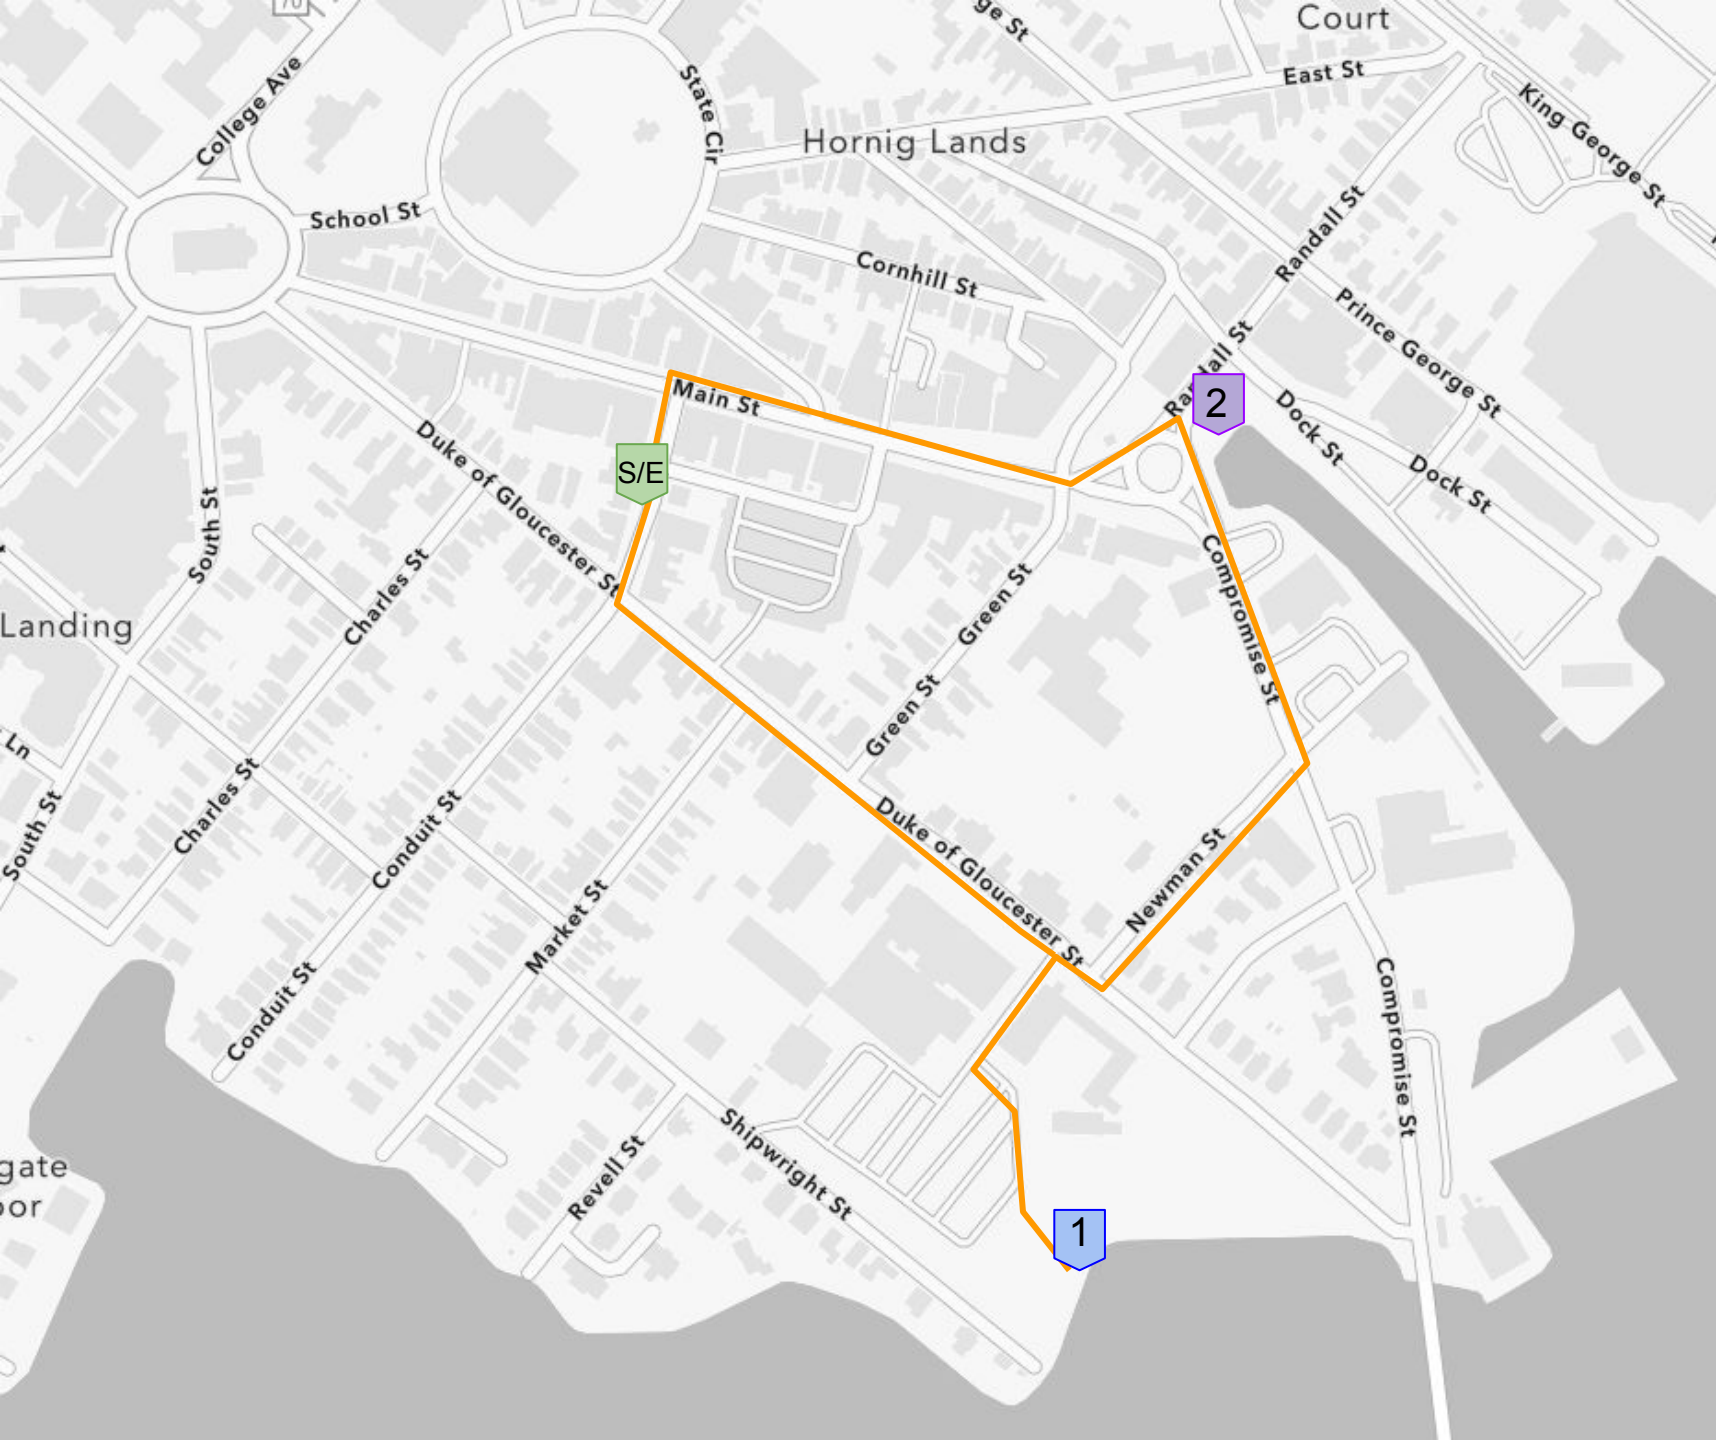 70
College Ave
State Cir
ge St
Court
East St
King George St
Hornig Lands
School St
Randall St
Cornhill St
Prince George St
Randall St
Main St
2
Dock St
Dock St
Duke of Gloucester St
S/E
South St
Charles St
Compromise St
Green St
Landing
Green St
Ln
Charles St
South St
Conduit St
Duke of Gloucester St
Newman St
Market St
Conduit St
Compromise St
Shipwright St
Revell St
gate
oor
1